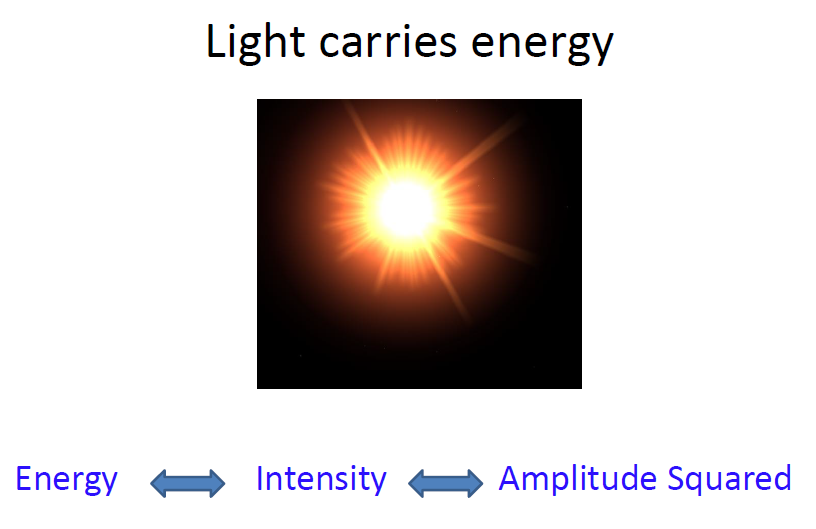 Light carries energy
Energy Intensity Amplitude Squared